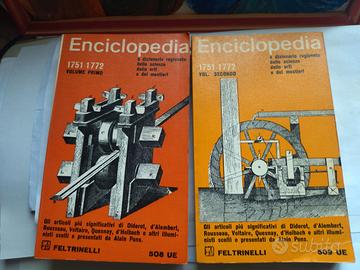 Enciclopedia
o dizionario ragionato
delle scienze
delle arti
e dei mestieri
1751·1772
VOLUME PRIMO
Gli articoli più significativi di Diderot, d'Alembert,
Rousseau, Voltaire, Quesnay, d'Holbach e altri illumi-
nisti scelti e presentati da Alain Pons.
FELTRINELLI
508 UE
Enciclopedia
o dizionario ragionato
delle scienze
delle arti
e dei mestieri
1751·1772
VOL. SECONDO
Gli articoli più significativi di Diderot, d'Alembert,
Rousseau, Voltaire, Quesnay, d'Holbach e altri illumi-
nisti scelti e presentati da Alain Pons.
FELTRINELLI
509 UE
subito